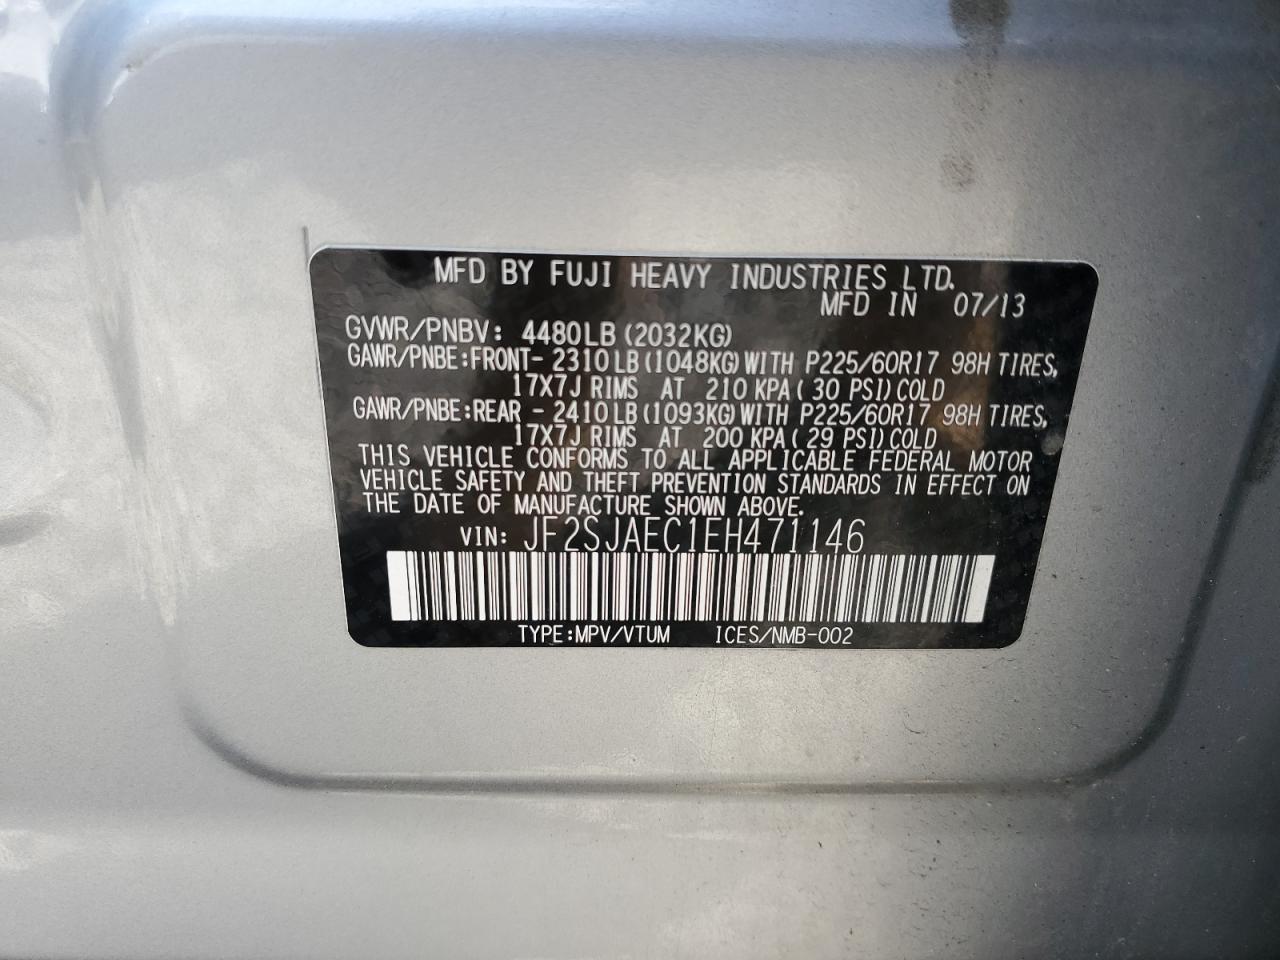 MFD BY FUJI HEAVY INDUSTRIES LTD.
MFD IN 07/13
GVWR/PNBV: 4480LB(2032KG)
GAWR/PNBE:FRONT- 2310LB(1048KG)WITH P225/60R17 98H TIRES,
17X7J RIMS AT 210 KPA( 30 PSI)COLD
GAWR/PNBE:REAR - 2410LB(1093KG)WITH P225/60R17 98H TIRES,
17X7J RIMS AT 200 KPA( 29 PSI)COLD
THIS VEHICLE CONFORMS TO ALL APPLICABLE FEDERAL MOTOR
VEHICLE SAFETY AND THEFT PREVENTION STANDARDS IN EFFECT ON
THE DATE OF MANUFACTURE SHOWN ABOVE.
VIN: JF2SJAEC1EH471146
TYPE:MPV/VTUM ICES/NMB-002